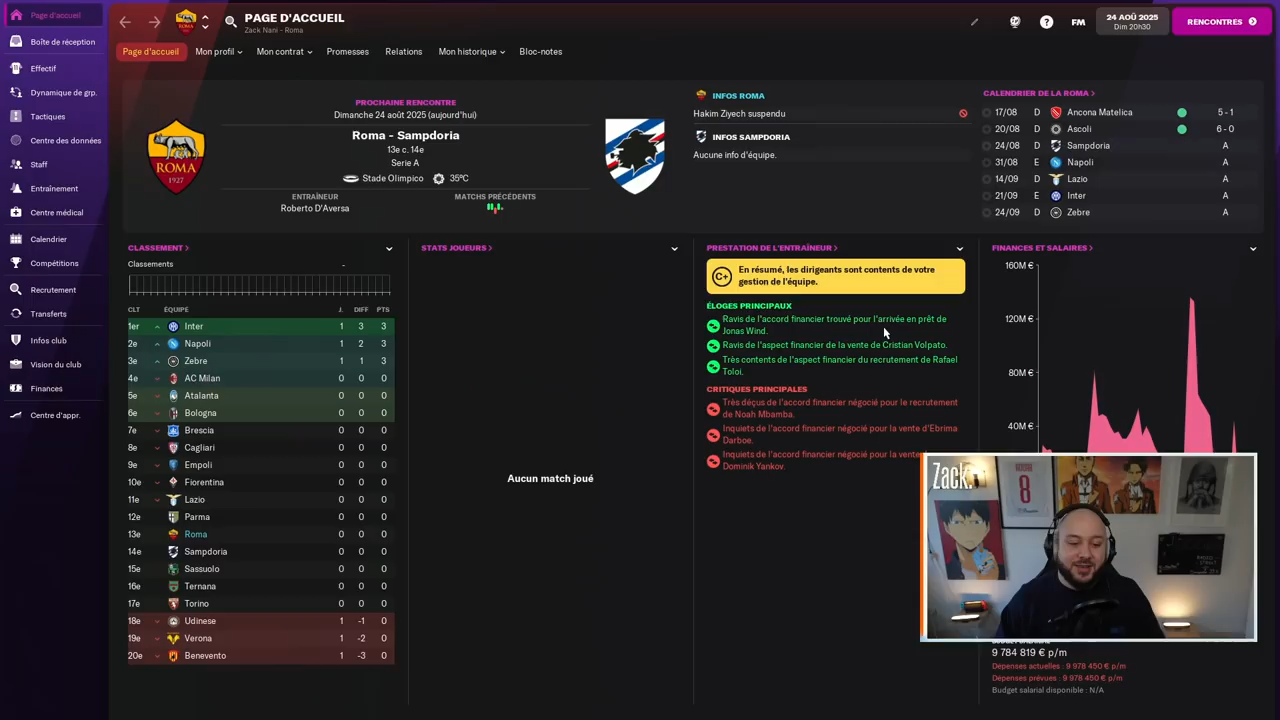 Page d'accueil
Boîte de réception
Effectif
Dynamique de grp.
Tactiques
Centre des données
Staff
Entraînement
Centre médical
Calendrier
Compétitions
Recrutement
Transferts
Infos club
Vision du club
Finances
Centre d'appr.
PAGE D'ACCUEIL
Zack Nani - Roma
FM
24 AOÛ 2025
Dim 20h30
RENCONTRES
Page d'accueil Mon profil Mon contrat Promesses Relations Mon historique Bloc-notes
ROMA
1927
PROCHAINE RENCONTRE
Dimanche 24 août 2025 (aujourd'hui)
Roma - Sampdoria
13e c. 14e
Serie A
Stade Olimpico 35°C
ENTRAÎNEUR
Roberto D'Aversa
MATCHS PRÉCÉDENTS
INFOS ROMA
Hakim Ziyech suspendu
INFOS SAMPDORIA
Aucune info d'équipe.
CALENDRIER DE LA ROMA >
17/08 D Ancona Matelica 5 - 1
20/08 D Ascoli 6 - 0
24/08 D Sampdoria A
31/08 E Napoli A
14/09 D Lazio A
21/09 E Inter A
24/09 D Zebre A
CLASSEMENT >
Classements -
CLT ÉQUIPE J. DIFF PTS
1er Inter 1 3 3
2e Napoli 1 2 3
3e Zebre 1 1 3
4e AC Milan 0 0 0
5e Atalanta 0 0 0
6e Bologna 0 0 0
7e Brescia 0 0 0
8e Cagliari 0 0 0
9e Empoli 0 0 0
10e Fiorentina 0 0 0
11e Lazio 0 0 0
12e Parma 0 0 0
13e Roma 0 0 0
14e Sampdoria 0 0 0
15e Sassuolo 0 0 0
16e Ternana 0 0 0
17e Torino 0 0 0
18e Udinese 1 -1 0
19e Verona 1 -2 0
20e Benevento 1 -3 0
STATS JOUEURS >
Aucun match joué
PRESTATION DE L'ENTRAÎNEUR >
C+
En résumé, les dirigeants sont contents de votre
gestion de l'équipe.
ÉLOGES PRINCIPAUX
Ravis de l'accord financier trouvé pour l'arrivée en prêt de
Jonas Wind.
Ravis de l'aspect financier de la vente de Cristian Volpato.
Très contents de l'aspect financier du recrutement de Rafael
Toloi.
CRITIQUES PRINCIPALES
Très déçus de l'accord financier négocié pour le recrutement
de Noah Mbamba.
Inquiets de l'accord financier négocié pour la vente d'Ebrima
Darboe.
Inquiets de l'accord financier négocié pour la vente
Dominik Yankov.
FINANCES ET SALAIRES >
160M €
120M €
80M €
40M €
Zack.
8
9 784 819 € p/m
Dépenses actuelles : 9 978 450 € p/m
Dépenses prévues : 9 978 450 € p/m
Budget salarial disponible : N/A